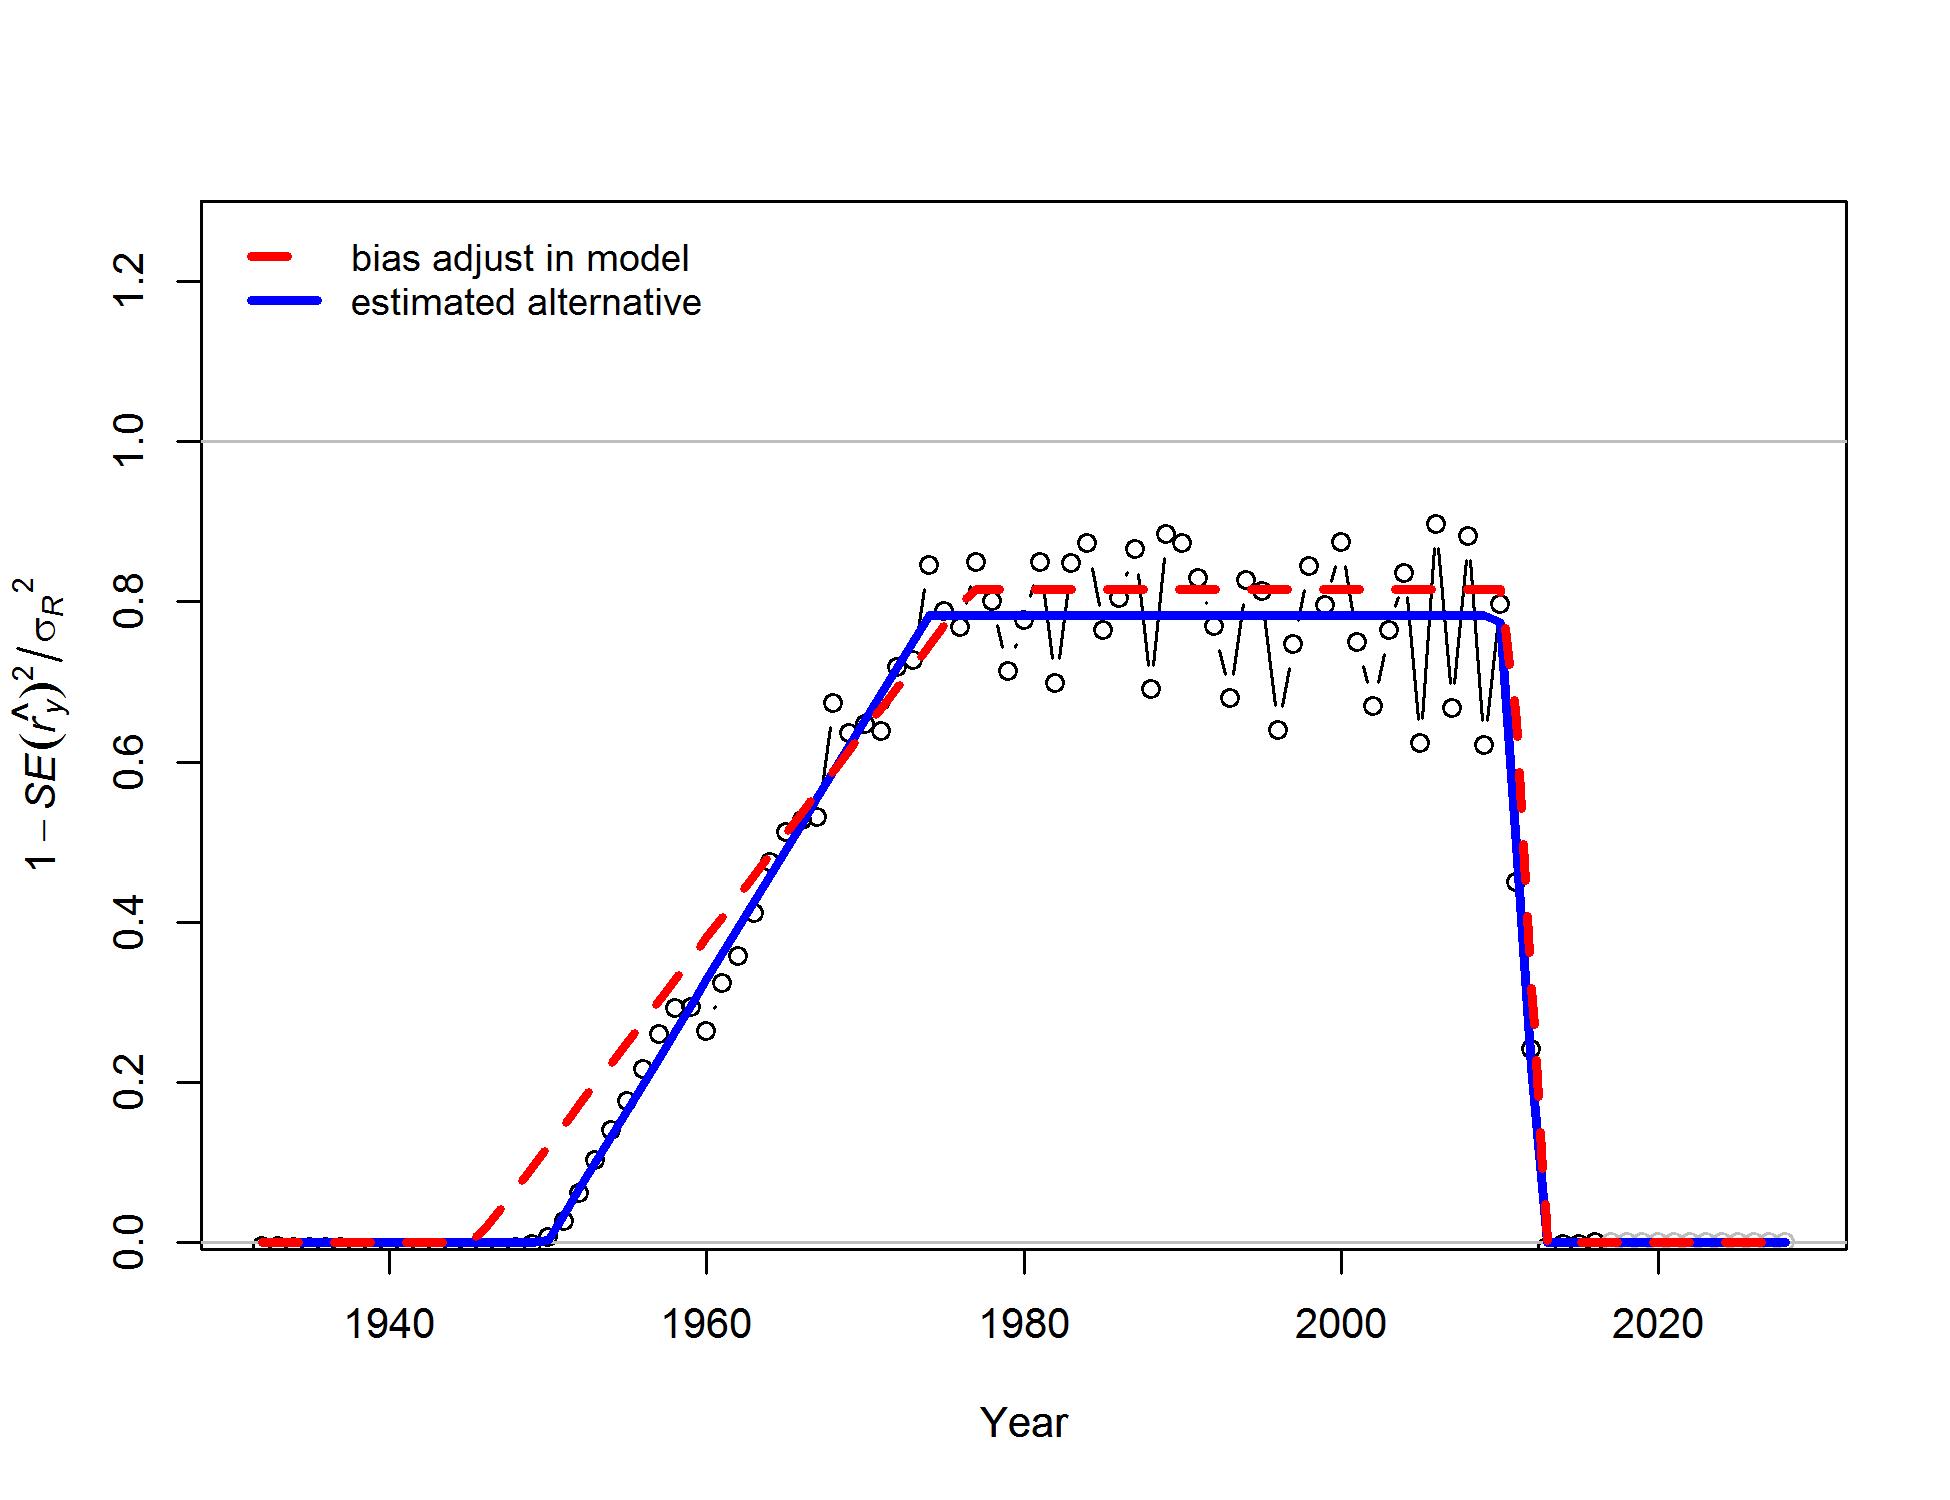 bias adjust in model
estimated alternative
1 − SE(r̂y)² / σR²
1.2
1.0
0.8
0.6
0.4
0.2
0.0
1940 1960 1980 2000 2020
Year